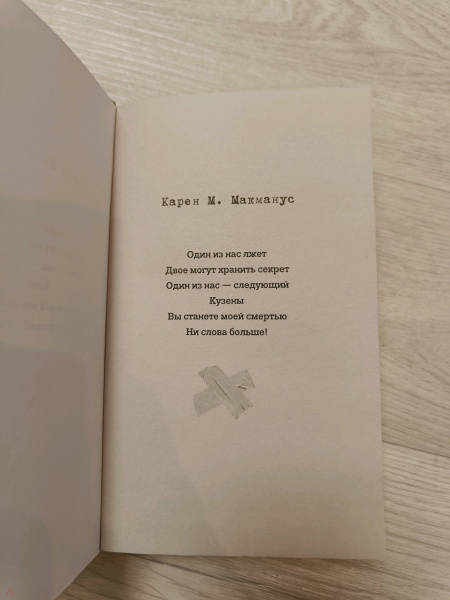 Карен М. Макманус
Один из нас лжет
Двое могут хранить секрет
Один из нас — следующий
Кузены
Вы станете моей смертью
Ни слова больше!